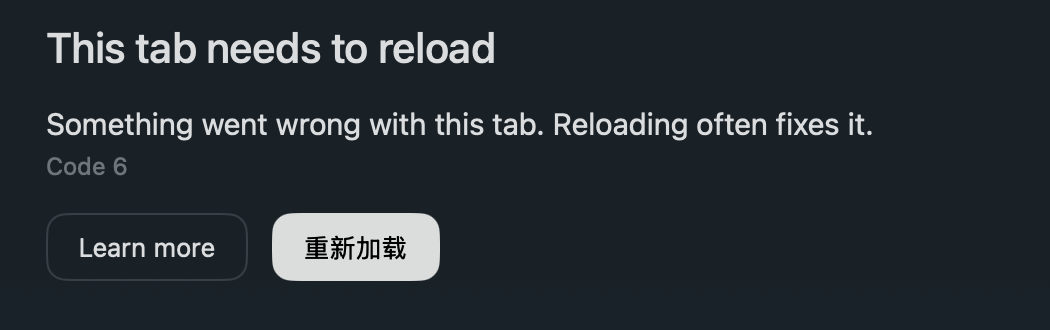 This tab needs to reload
Something went wrong with this tab. Reloading often fixes it.
Code 6
Learn more
重新加载